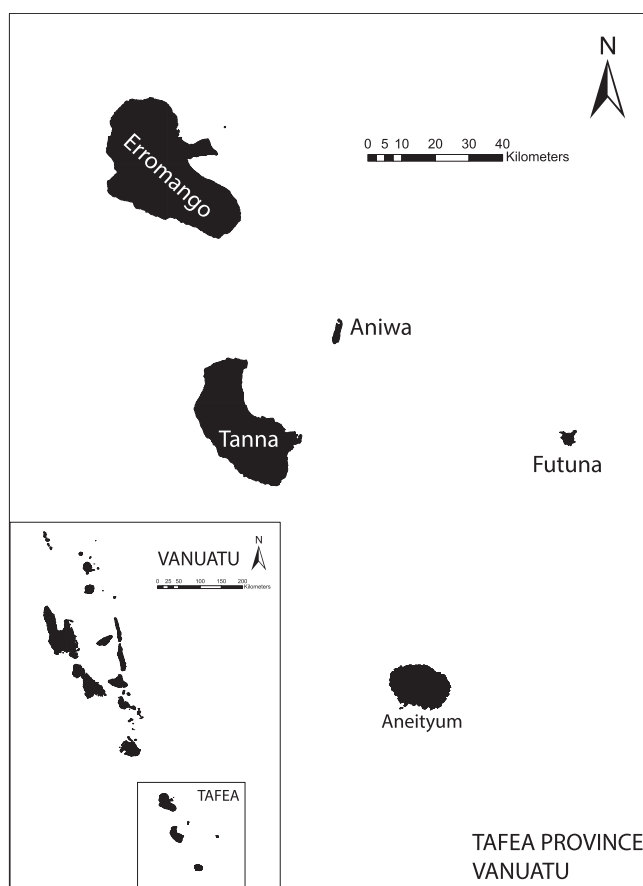 N
0 5 10 20 30 40
Kilometers
Erromango
Aniwa
Tanna
Futuna
N
VANUATU
0 25 50 100 150 200
Kilometers
Aneityum
TAFEA
TAFEA PROVINCE
VANUATU